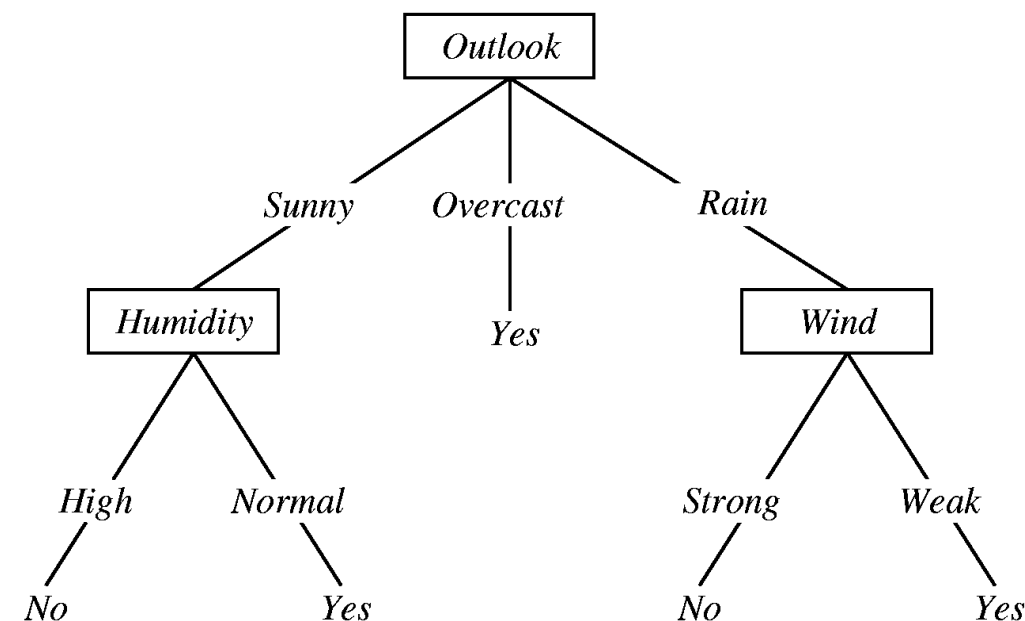 Outlook
Sunny Overcast Rain
Humidity Yes Wind
High Normal Strong Weak
No Yes No Yes